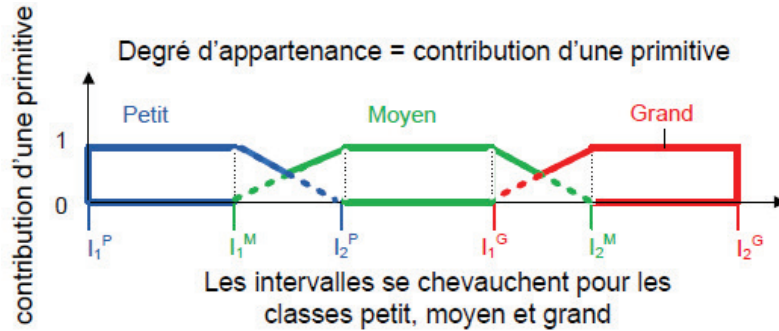 Degré d'appartenance = contribution d'une primitive
contribution d'une primitive
Petit Moyen Grand
1
0
I₁ᴾ I₁ᴹ I₂ᴾ I₁ᴳ I₂ᴹ I₂ᴳ
Les intervalles se chevauchent pour les
classes petit, moyen et grand